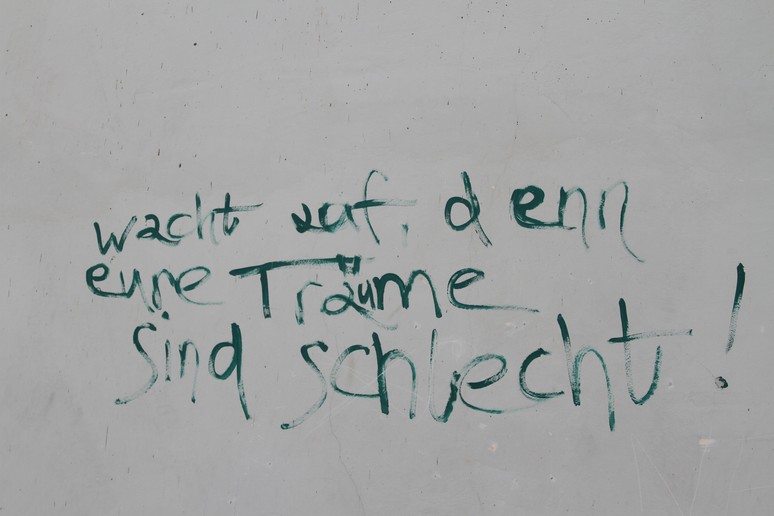 wacht auf, denn
eure Träume
sind schlecht!